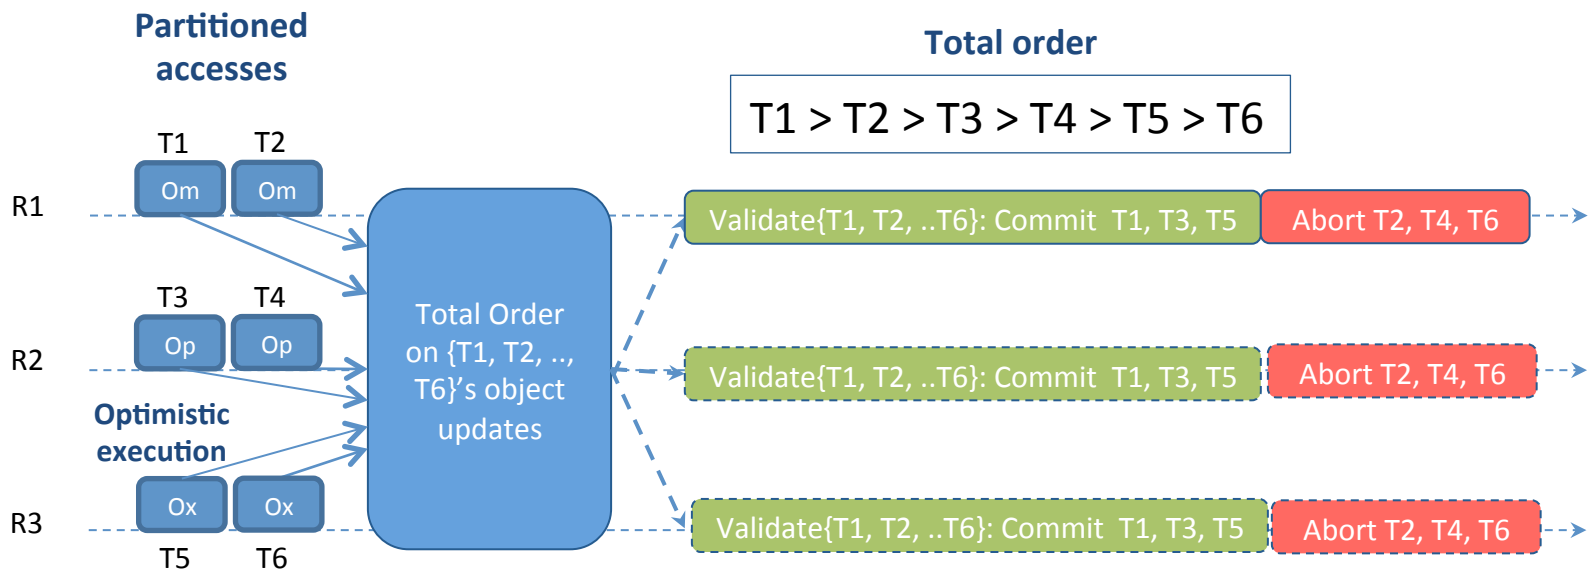 Partitioned
accesses
Total order
T1 > T2 > T3 > T4 > T5 > T6
T1 T2
Om Om
R1
Validate{T1, T2, ..T6}: Commit T1, T3, T5
Abort T2, T4, T6
T3 T4
Op Op
R2
Total Order
on {T1, T2, ..,
T6}'s object
updates
Validate{T1, T2, ..T6}: Commit T1, T3, T5
Abort T2, T4, T6
Optimistic
execution
Ox Ox
R3
T5 T6
Validate{T1, T2, ..T6}: Commit T1, T3, T5
Abort T2, T4, T6